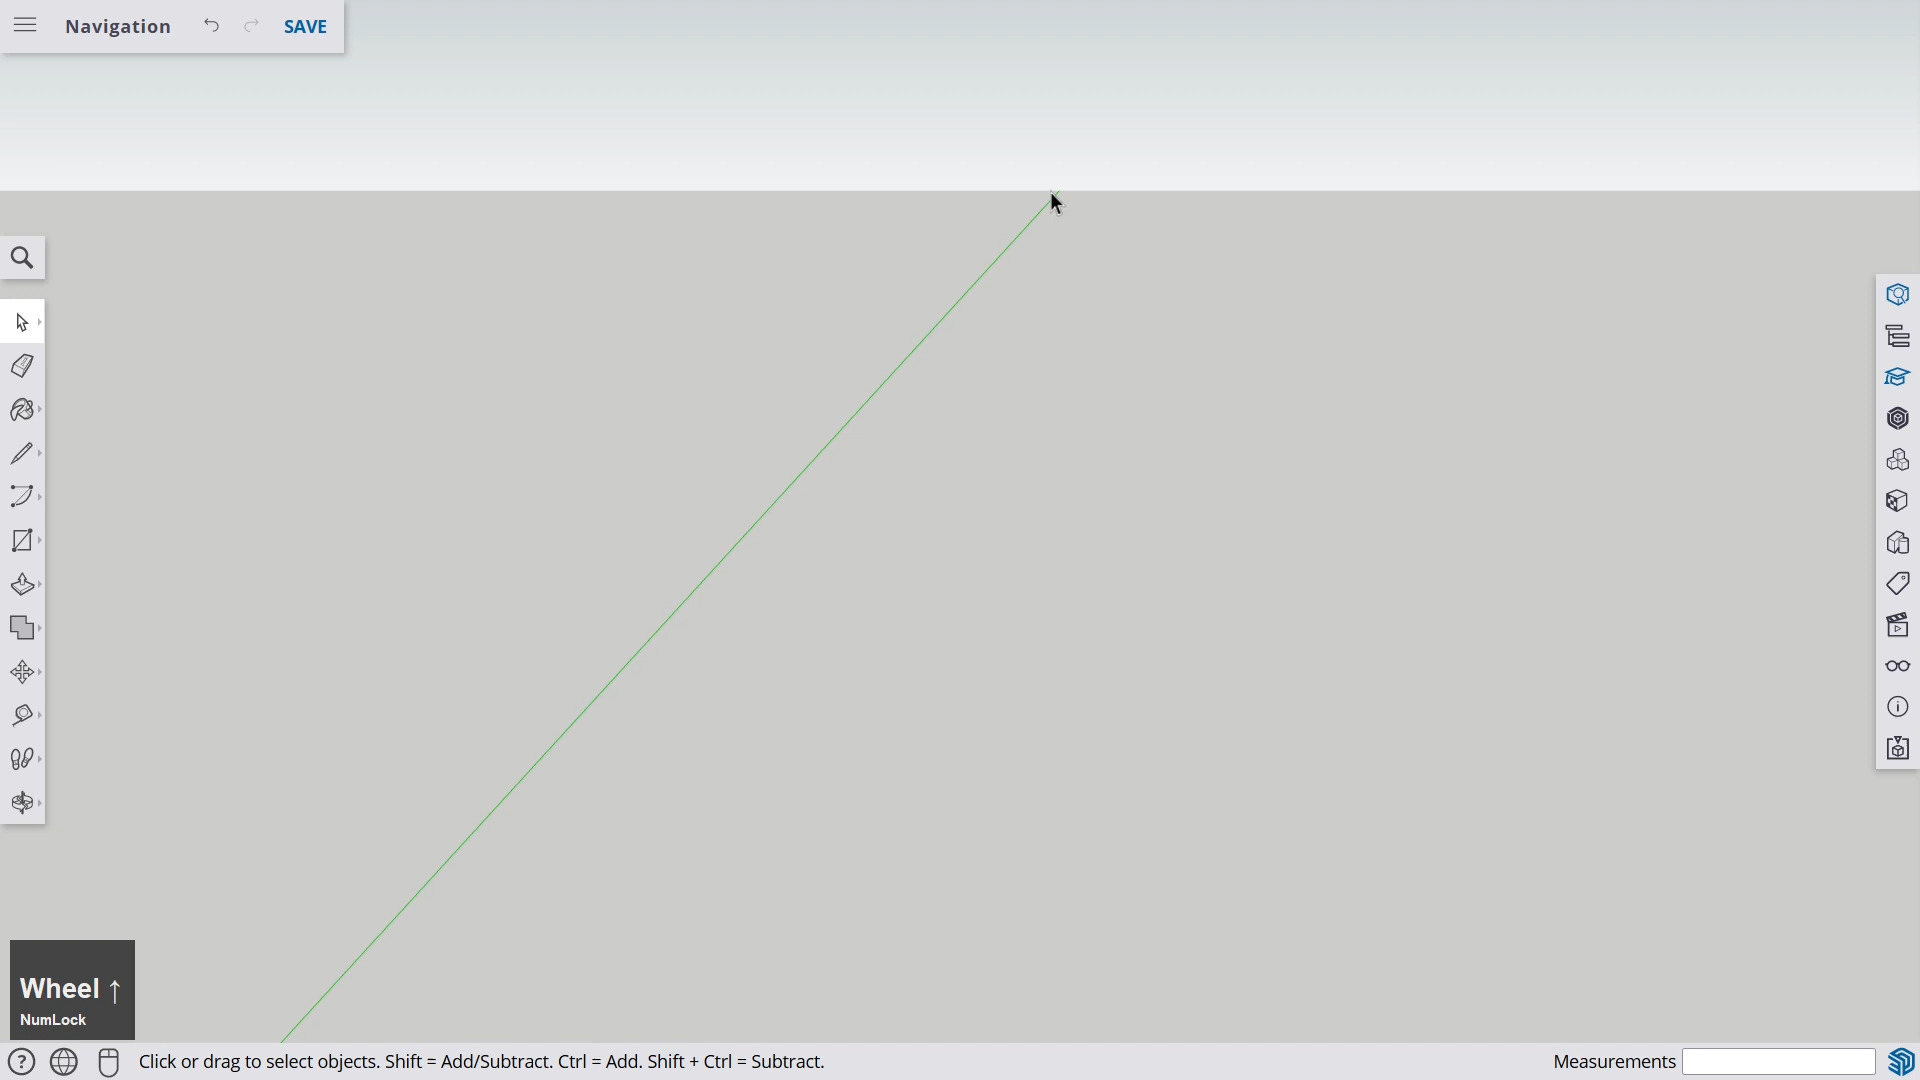 Navigation
SAVE
Wheel ↑
NumLock
Click or drag to select objects. Shift = Add/Subtract. Ctrl = Add. Shift + Ctrl = Subtract.
Measurements